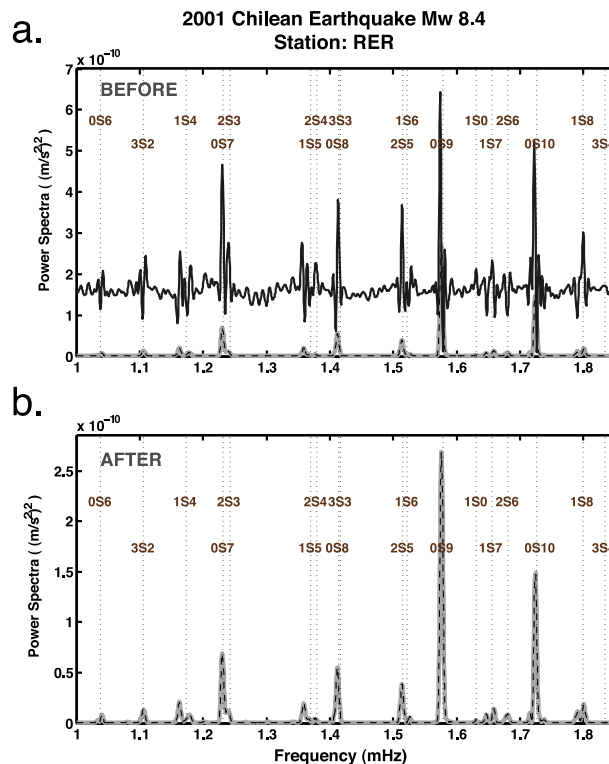 2001 Chilean Earthquake Mw 8.4
Station: RER
a.
x 10⁻¹⁰
7
6
5
4
3
2
1
0
Power Spectra ( (m/s²)²)
BEFORE
0S6 1S4 2S3 2S4 3S3 1S6 1S0 2S6 1S8
3S2 0S7 1S5 0S8 2S5 0S9 1S7 0S10 3S
1 1.1 1.2 1.3 1.4 1.5 1.6 1.7 1.8
b.
x 10⁻¹⁰
2.5
2
1.5
1
0.5
0
Power Spectra ( (m/s²)²)
AFTER
0S6 1S4 2S3 2S4 3S3 1S6 1S0 2S6 1S8
3S2 0S7 1S5 0S8 2S5 0S9 1S7 0S10 3S
1 1.1 1.2 1.3 1.4 1.5 1.6 1.7 1.8
Frequency (mHz)